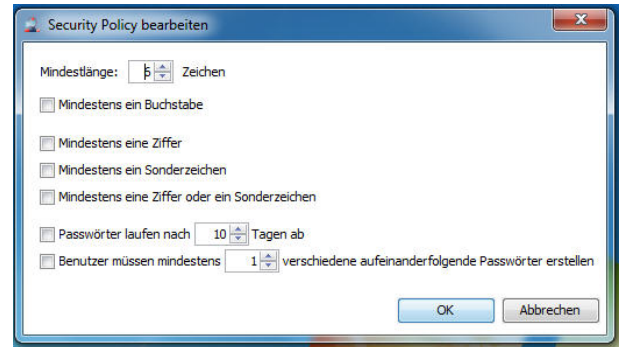 Security Policy bearbeiten
Mindestlänge: 5 Zeichen
Mindestens ein Buchstabe
Mindestens eine Ziffer
Mindestens ein Sonderzeichen
Mindestens eine Ziffer oder ein Sonderzeichen
Passwörter laufen nach 10 Tagen ab
Benutzer müssen mindestens 1 verschiedene aufeinanderfolgende Passwörter erstellen
OK Abbrechen